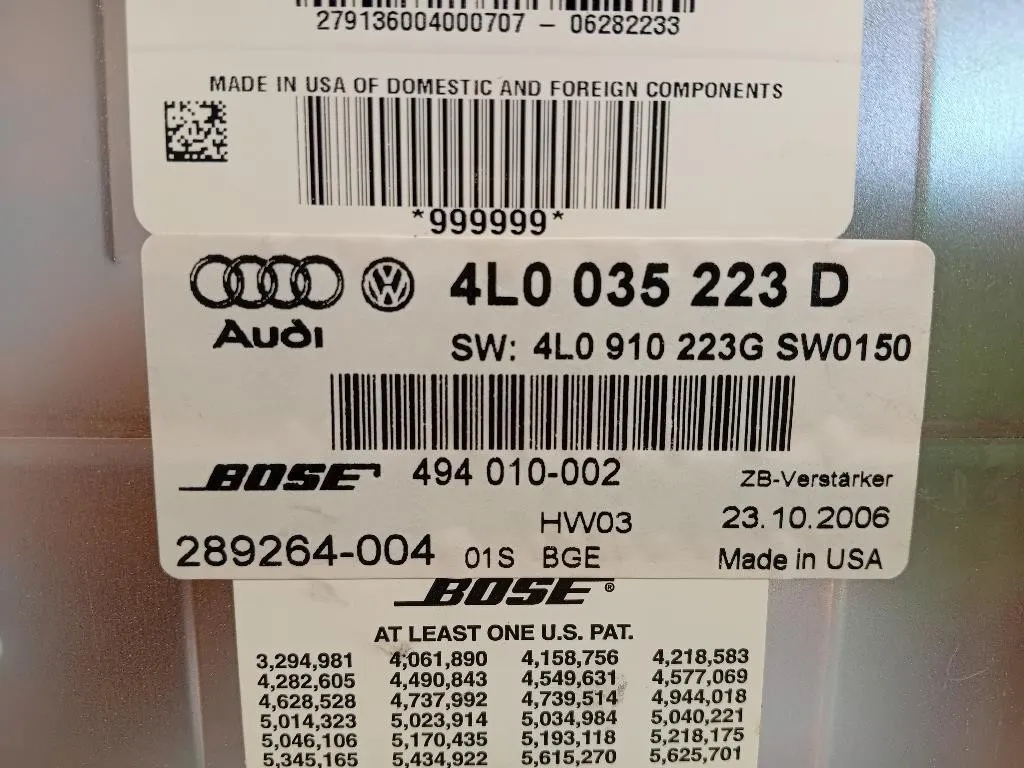 279136004000707 - 06282233
MADE IN USA OF DOMESTIC AND FOREIGN COMPONENTS
*999999*
4L0 035 223 D
Audi
SW: 4L0 910 223G SW0150
BOSE 494 010-002 ZB-Verstärker
HW03 23.10.2006
289264-004 01S BGE Made in USA
BOSE®
AT LEAST ONE U.S. PAT.
3,294,981 4,061,890 4,158,756 4,218,583
4,282,605 4,490,843 4,549,631 4,577,069
4,628,528 4,737,992 4,739,514 4,944,018
5,014,323 5,023,914 5,034,984 5,040,221
5,046,106 5,170,435 5,193,118 5,218,175
5,345,165 5,434,922 5,615,270 5,625,701